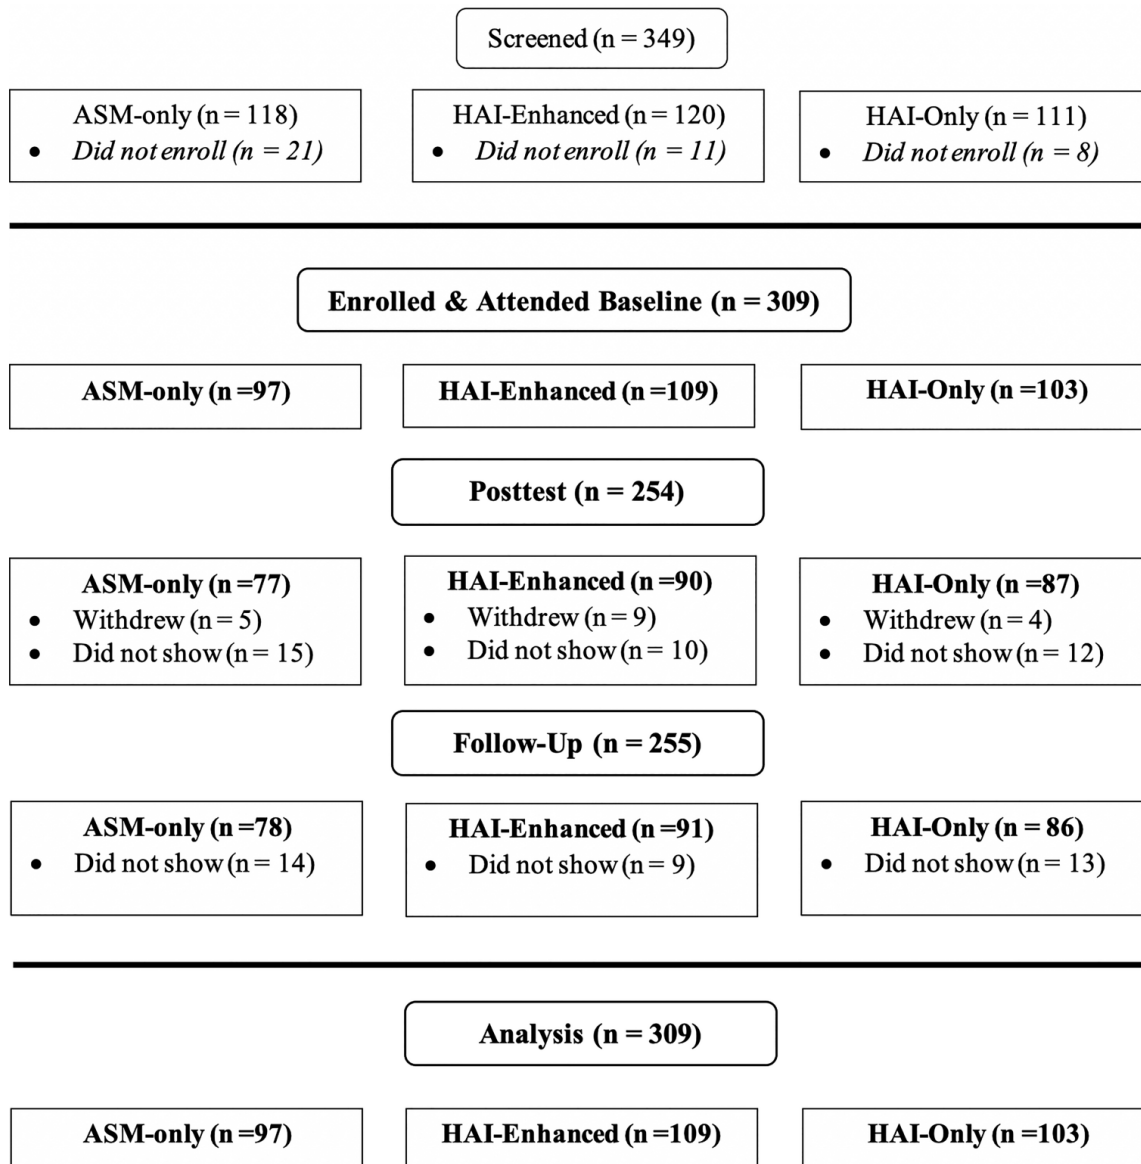 Screened (n = 349)
ASM-only (n = 118)
• Did not enroll (n = 21)
HAI-Enhanced (n = 120)
• Did not enroll (n = 11)
HAI-Only (n = 111)
• Did not enroll (n = 8)
Enrolled & Attended Baseline (n = 309)
ASM-only (n =97)
HAI-Enhanced (n =109)
HAI-Only (n =103)
Posttest (n = 254)
ASM-only (n =77)
• Withdrew (n = 5)
• Did not show (n = 15)
HAI-Enhanced (n =90)
• Withdrew (n = 9)
• Did not show (n = 10)
HAI-Only (n =87)
• Withdrew (n = 4)
• Did not show (n = 12)
Follow-Up (n = 255)
ASM-only (n =78)
• Did not show (n = 14)
HAI-Enhanced (n =91)
• Did not show (n = 9)
HAI-Only (n = 86)
• Did not show (n = 13)
Analysis (n = 309)
ASM-only (n =97)
HAI-Enhanced (n =109)
HAI-Only (n =103)